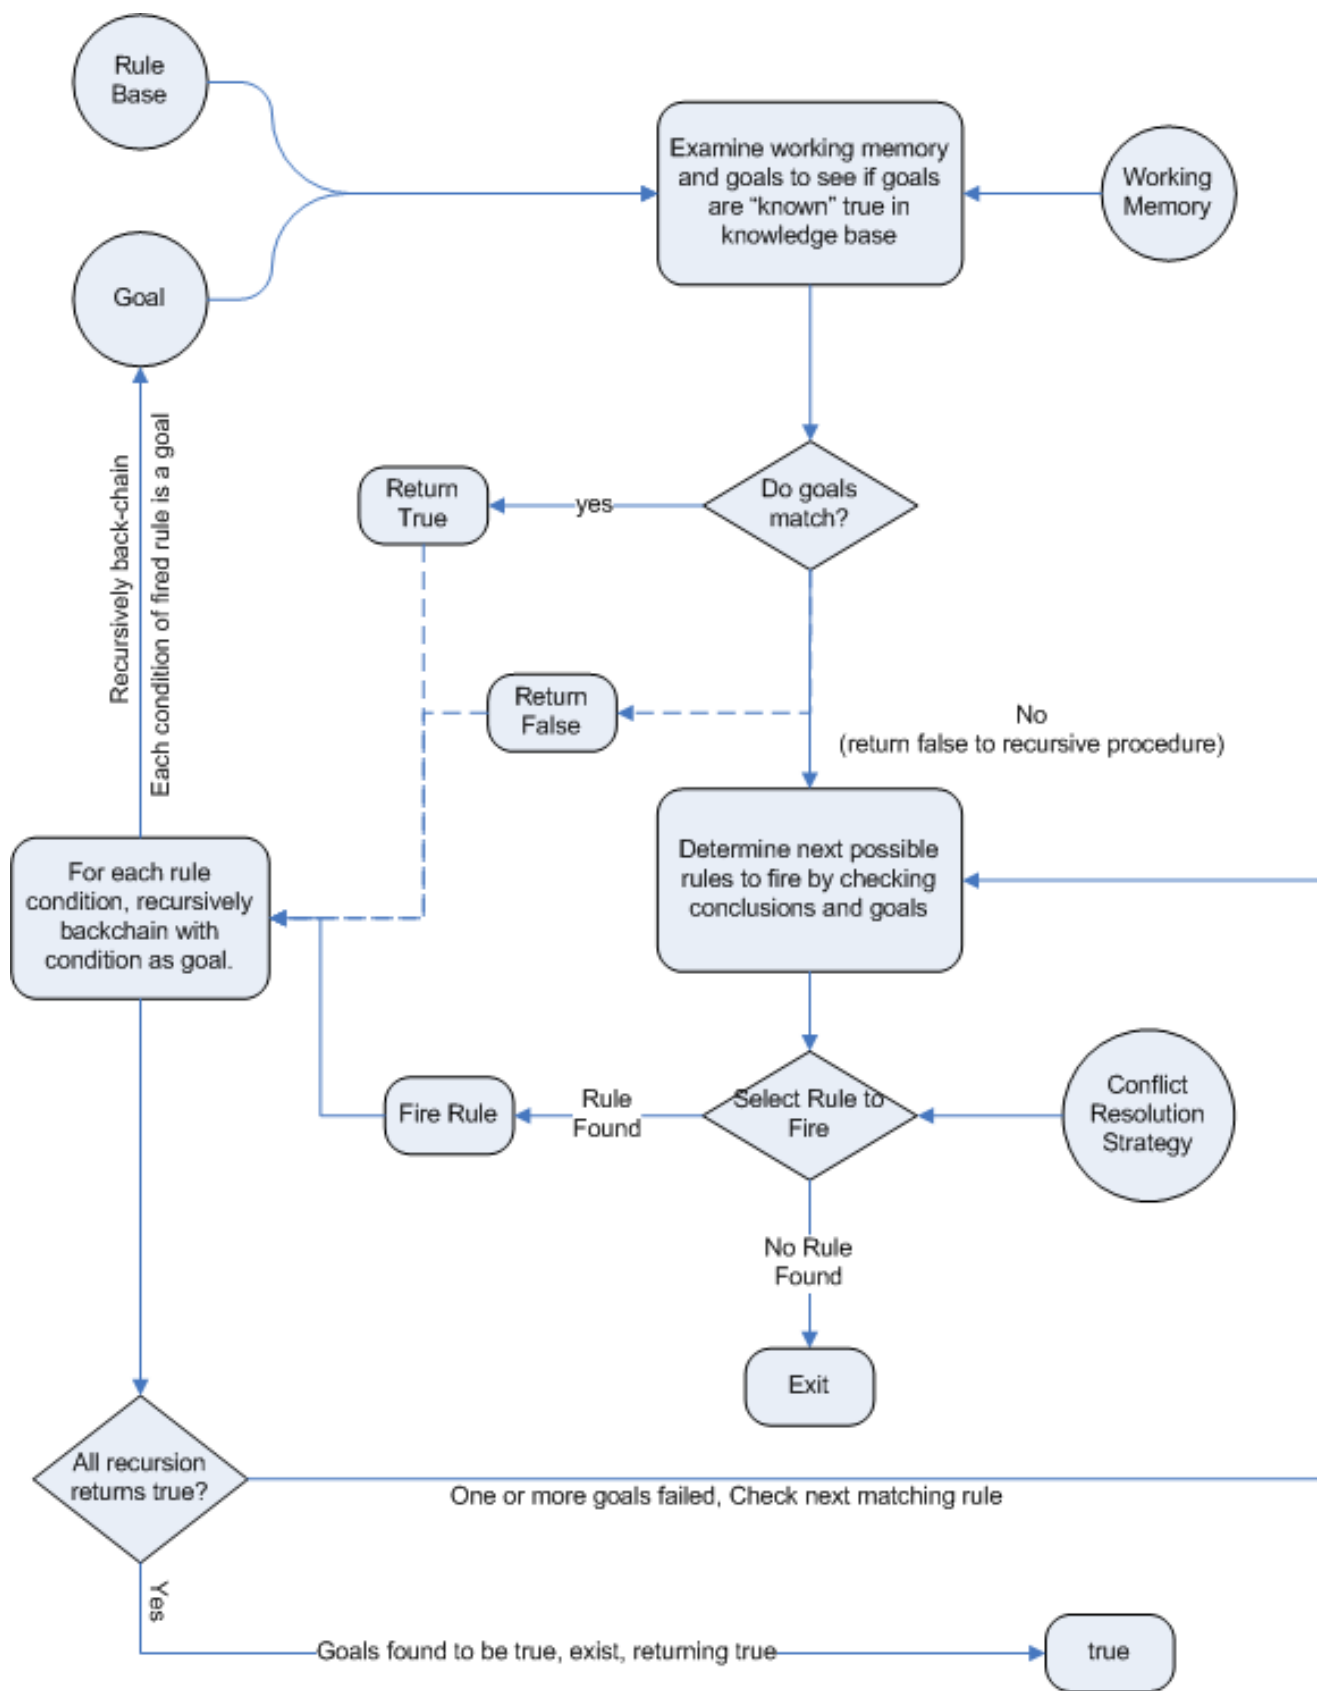 Rule
Base
Examine working memory
and goals to see if goals
are “known” true in
knowledge base
Working
Memory
Goal
Recursively back-chain
Each condition of fired rule is a goal
Return
True
yes
Do goals
match?
Return
False
No
(return false to recursive procedure)
For each rule
condition, recursively
backchain with
condition as goal.
Determine next possible
rules to fire by checking
conclusions and goals
Fire Rule
Rule
Found
Select Rule to
Fire
Conflict
Resolution
Strategy
No Rule
Found
Exit
All recursion
returns true?
One or more goals failed, Check next matching rule
Yes
Goals found to be true, exist, returning true
true